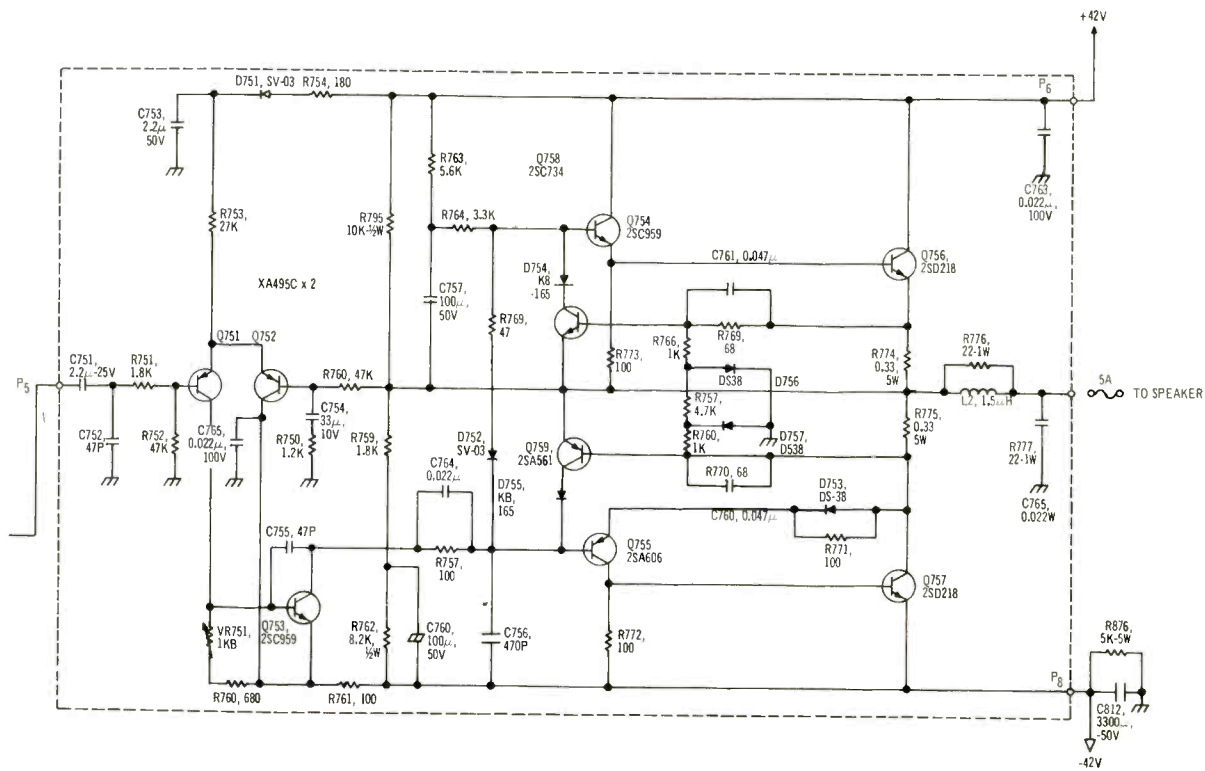 +42V
D751, SV-03
R754, 180
P6
C753,
2.2μ
50V
R763,
5.6K
Q758
2SC734
C763,
0.022μ,
100V
R753,
27K
R795
10K-½W
R764, 3.3K
Q754
2SC959
C761, 0.047μ
Q756,
2SD218
D754,
K8
-165
XA495C x 2
C757,
100μ,
50V
R769,
47
R769,
68
R766,
1K
R773,
100
R774,
0.33,
5W
R776,
22-1W
Q751
Q752
C751,
2.2μ-25V
R751,
1.8K
P5
R760, 47K
DS38
D756
L2, 1.5μH
5A
TO SPEAKER
C752,
47P
R752,
47K
C765,
0.022μ,
100V
C754,
33μ,
10V
R750,
1.2K
R759,
1.8K
D752,
SV-03
Q759,
2SA561
R757,
4.7K
R760,
1K
D757,
D538
R775,
0.33
5W
R777,
22-1W
C764,
0.022μ
D755,
KB,
165
R770, 68
C765,
0.022W
D753,
DS-38
C760, 0.047μ
C755, 47P
R757,
100
Q755
2SA606
R771,
100
Q757
2SD218
VR751,
1KB
Q753,
2SC959
R762,
8.2K,
½W
C760,
100μ,
50V
C756,
470P
R772,
100
R876,
5K-5W
R760, 680
R761, 100
P8
C812,
3300μ,
-50V
-42V